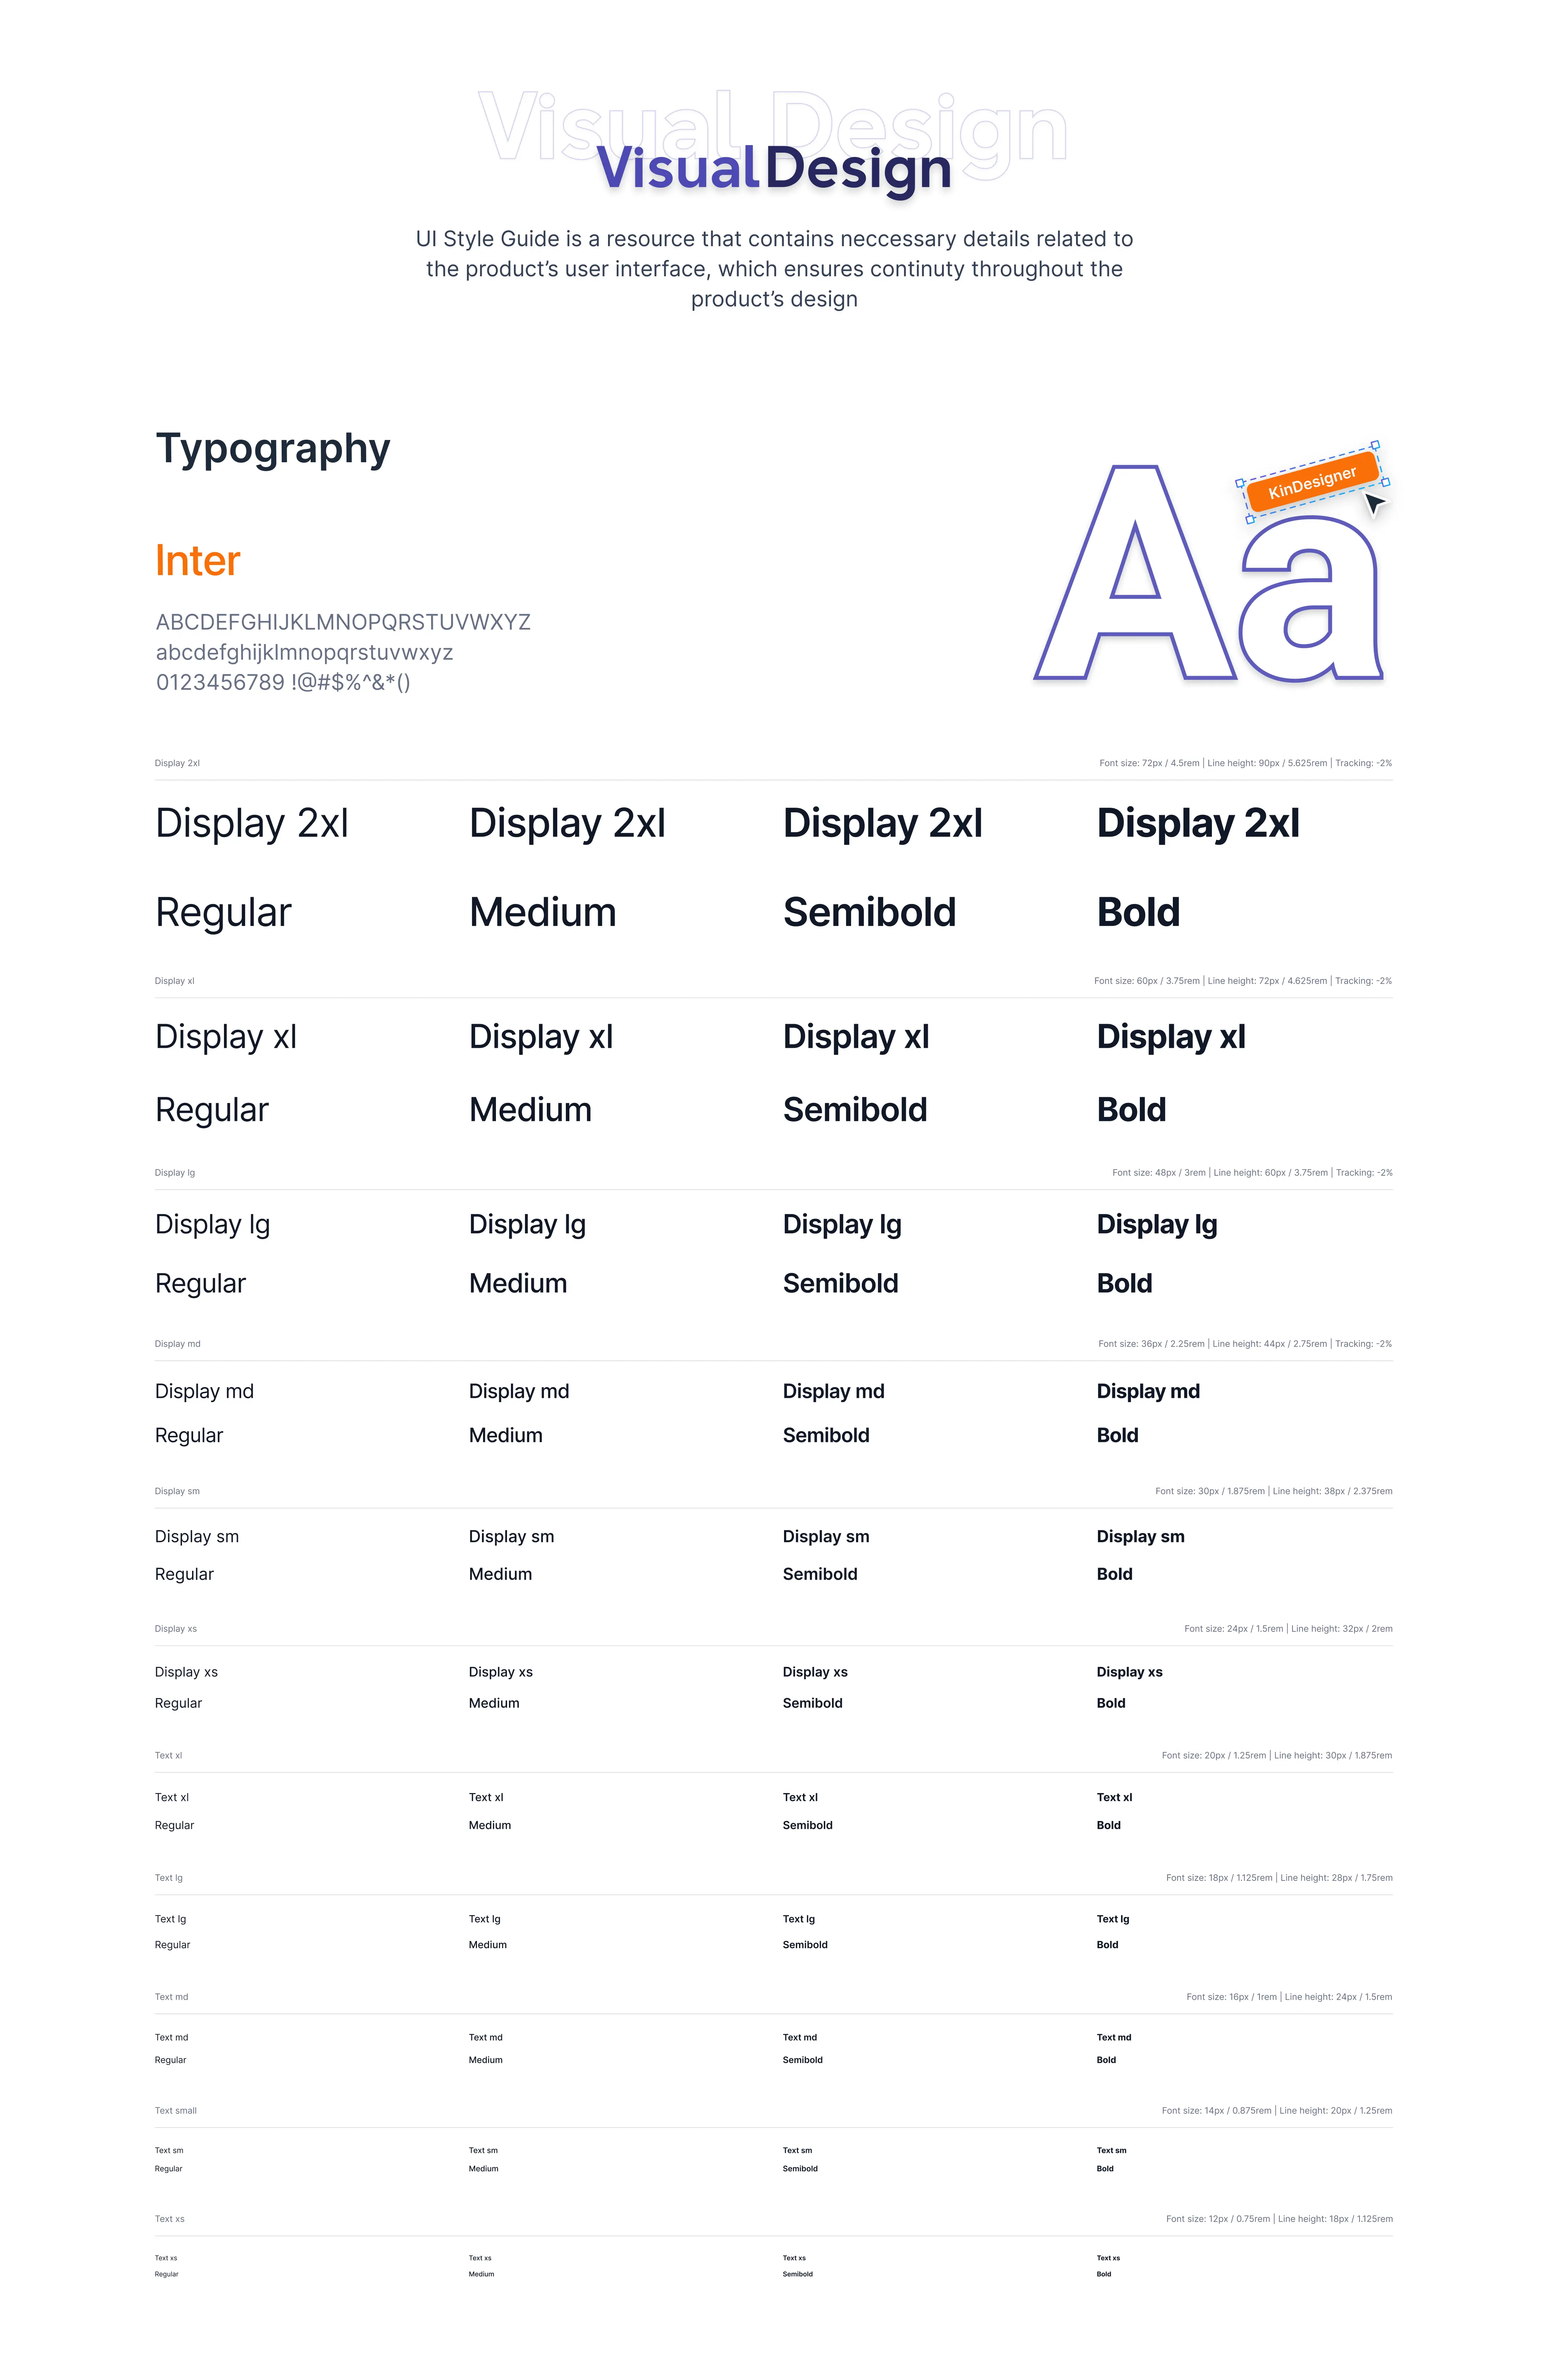 Visual Design
Visual Design
UI Style Guide is a resource that contains neccessary details related to
the product’s user interface, which ensures continuty throughout the
product’s design
Typography
KinDesigner
Aa
Inter
ABCDEFGHIJKLMNOPQRSTUVWXYZ
abcdefghijklmnopqrstuvwxyz
0123456789 !@#$%^&*()
Display 2xl Font size: 72px / 4.5rem | Line height: 90px / 5.625rem | Tracking: -2%
Display 2xl Display 2xl Display 2xl Display 2xl
Regular Medium Semibold Bold
Display xl Font size: 60px / 3.75rem | Line height: 72px / 4.625rem | Tracking: -2%
Display xl Display xl Display xl Display xl
Regular Medium Semibold Bold
Display lg Font size: 48px / 3rem | Line height: 60px / 3.75rem | Tracking: -2%
Display lg Display lg Display lg Display lg
Regular Medium Semibold Bold
Display md Font size: 36px / 2.25rem | Line height: 44px / 2.75rem | Tracking: -2%
Display md Display md Display md Display md
Regular Medium Semibold Bold
Display sm Font size: 30px / 1.875rem | Line height: 38px / 2.375rem
Display sm Display sm Display sm Display sm
Regular Medium Semibold Bold
Display xs Font size: 24px / 1.5rem | Line height: 32px / 2rem
Display xs Display xs Display xs Display xs
Regular Medium Semibold Bold
Text xl Font size: 20px / 1.25rem | Line height: 30px / 1.875rem
Text xl Text xl Text xl Text xl
Regular Medium Semibold Bold
Text lg Font size: 18px / 1.125rem | Line height: 28px / 1.75rem
Text lg Text lg Text lg Text lg
Regular Medium Semibold Bold
Text md Font size: 16px / 1rem | Line height: 24px / 1.5rem
Text md Text md Text md Text md
Regular Medium Semibold Bold
Text small Font size: 14px / 0.875rem | Line height: 20px / 1.25rem
Text sm Text sm Text sm Text sm
Regular Medium Semibold Bold
Text xs Font size: 12px / 0.75rem | Line height: 18px / 1.125rem
Text xs Text xs Text xs Text xs
Regular Medium Semibold Bold